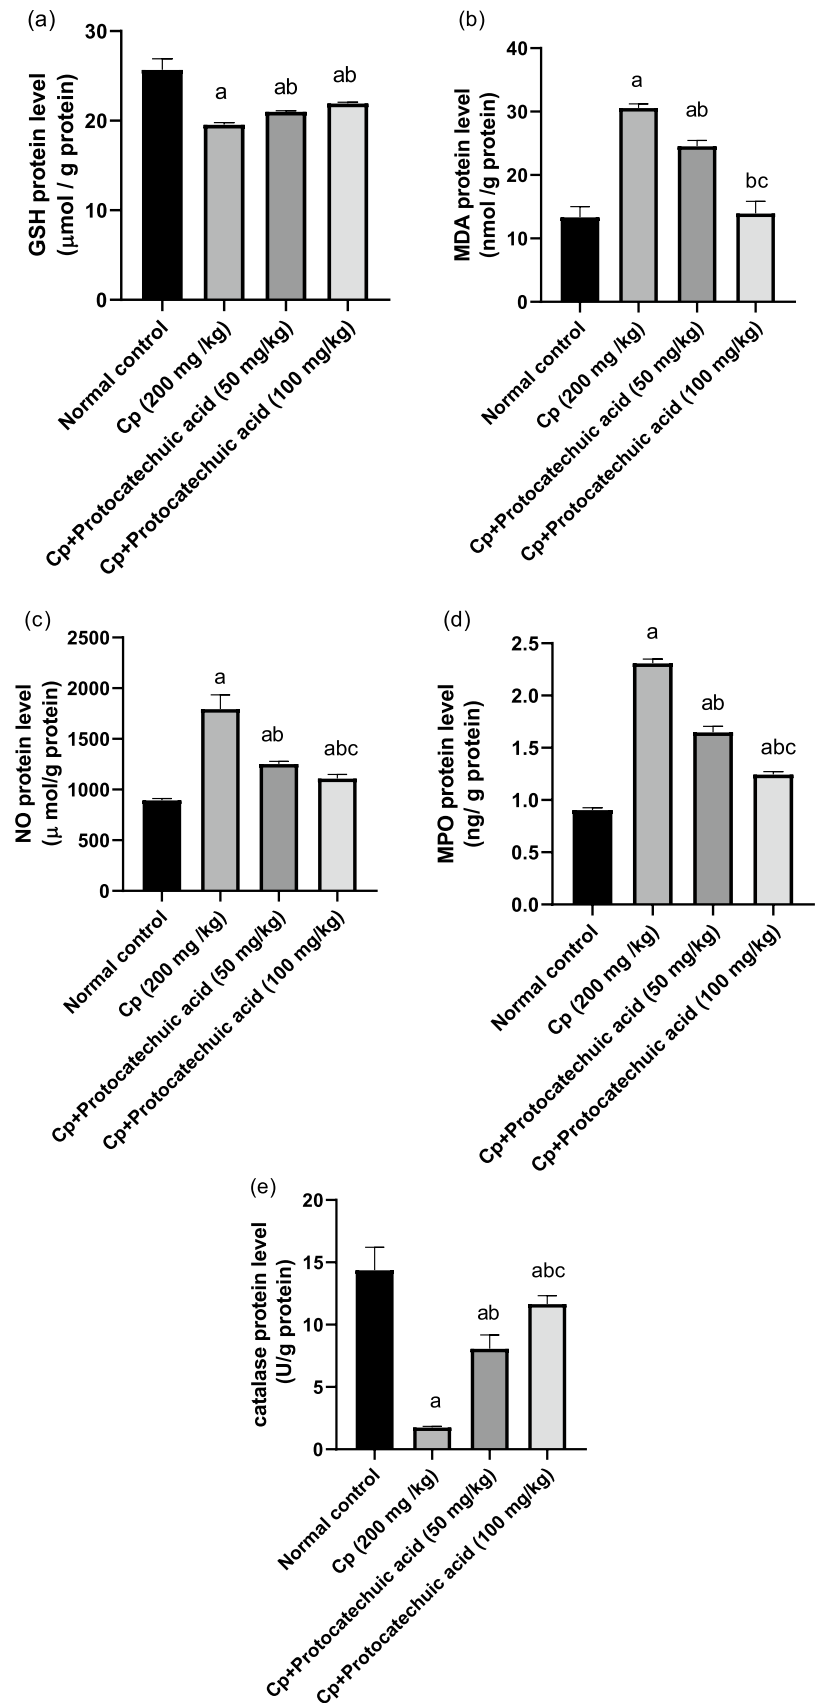 (a)
GSH protein level
(μmol / g protein)
30
20
10
0
a
ab
ab
Normal control
Cp (200 mg /kg)
Cp+Protocatechuic acid (50 mg/kg)
Cp+Protocatechuic acid (100 mg/kg)
(b)
MDA protein level
(nmol /g protein)
40
30
20
10
0
a
ab
bc
Normal control
Cp (200 mg /kg)
Cp+Protocatechuic acid (50 mg/kg)
Cp+Protocatechuic acid (100 mg/kg)
(c)
NO protein level
(μ mol/g protein)
2500
2000
1500
1000
500
0
a
ab
abc
Normal control
Cp (200 mg /kg)
Cp+Protocatechuic acid (50 mg/kg)
Cp+Protocatechuic acid (100 mg/kg)
(d)
MPO protein level
(ng/ g protein)
2.5
2.0
1.5
1.0
0.5
0.0
a
ab
abc
Normal control
Cp (200 mg /kg)
Cp+Protocatechuic acid (50 mg/kg)
Cp+Protocatechuic acid (100 mg/kg)
(e)
catalase protein level
(U/g protein)
20
15
10
5
0
a
ab
abc
Normal control
Cp (200 mg /kg)
Cp+Protocatechuic acid (50 mg/kg)
Cp+Protocatechuic acid (100 mg/kg)